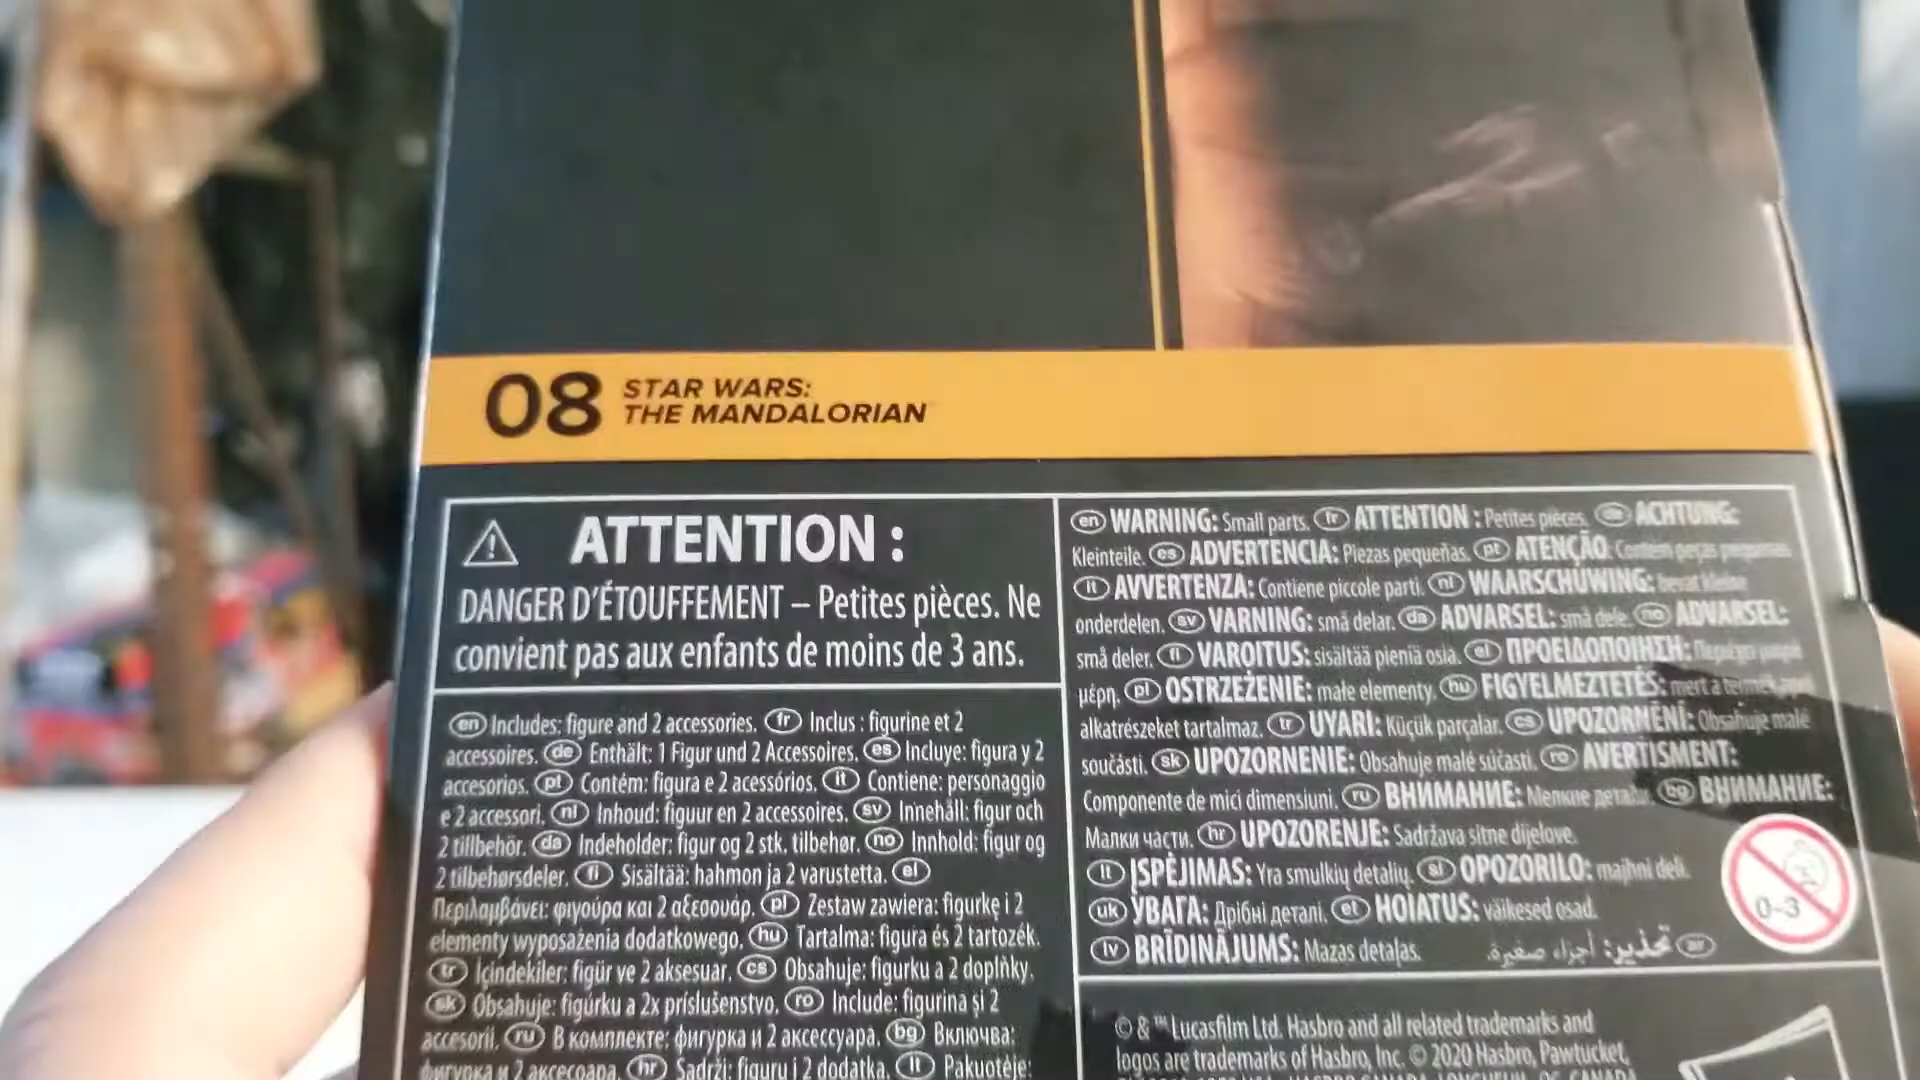 08 STAR WARS:
THE MANDALORIAN
⚠ ATTENTION :
DANGER D'ÉTOUFFEMENT – Petites pièces. Ne
convient pas aux enfants de moins de 3 ans.
en Includes: figure and 2 accessories. fr Inclus : figurine et 2
accessoires. de Enthält: 1 Figur und 2 Accessoires. es Incluye: figura y 2
accesorios. pt Contém: figura e 2 acessórios. it Contiene: personaggio
e 2 accessori. nl Inhoud: figuur en 2 accessoires. sv Innehåll: figur och
2 tillbehör. da Indeholder: figur og 2 stk. tilbehør. no Innhold: figur og
2 tilbehørsdeler. fi Sisältää: hahmon ja 2 varustetta. el
Περιλαμβάνει: φιγούρα και 2 αξεσουάρ. pl Zestaw zawiera: figurkę i 2
elementy wyposażenia dodatkowego. hu Tartalma: figura és 2 tartozék.
tr İçindekiler: figür ve 2 aksesuar. cs Obsahuje: figurku a 2 doplňky.
sk Obsahuje: figúrku a 2x príslušenstvo. ro Include: figurina și 2
accesorii. ru В комплекте: фигурка и 2 аксессуара. bg Включва:
фигурка и 2 аксесоара. hr Sadrži: figuru i 2 dodatka. lt Pakuotėje:
en WARNING: Small parts. fr ATTENTION : Petites pièces. de ACHTUNG:
Kleinteile. es ADVERTENCIA: Piezas pequeñas. pt ATENÇÃO: Contém peças pequenas.
it AVVERTENZA: Contiene piccole parti. nl WAARSCHUWING: bevat kleine
onderdelen. sv VARNING: små delar. da ADVARSEL: små dele. no ADVARSEL:
små deler. fi VAROITUS: sisältää pieniä osia. el ΠΡΟΕΙΔΟΠΟΙΗΣΗ: Περιέχει μικρά
μέρη. pl OSTRZEŻENIE: małe elementy. hu FIGYELMEZTETÉS: mert a termék apró
alkatrészeket tartalmaz. tr UYARI: Küçük parçalar. cs UPOZORNĚNÍ: Obsahuje malé
součásti. sk UPOZORNENIE: Obsahuje malé súčasti. ro AVERTISMENT:
Componente de mici dimensiuni. ru ВНИМАНИЕ: Мелкие детали. bg ВНИМАНИЕ:
Малки части. hr UPOZORENJE: Sadržava sitne dijelove.
lt ĮSPĖJIMAS: Yra smulkių detalių. sl OPOZORILO: majhni deli.
uk УВАГА: Дрібні деталі. et HOIATUS: väikesed osad.
lv BRĪDINĀJUMS: Mazas detaļas. ar تحذير: أجزاء صغيرة.
0-3
© & ™ Lucasfilm Ltd. Hasbro and all related trademarks and
logos are trademarks of Hasbro, Inc. © 2020 Hasbro, Pawtucket,